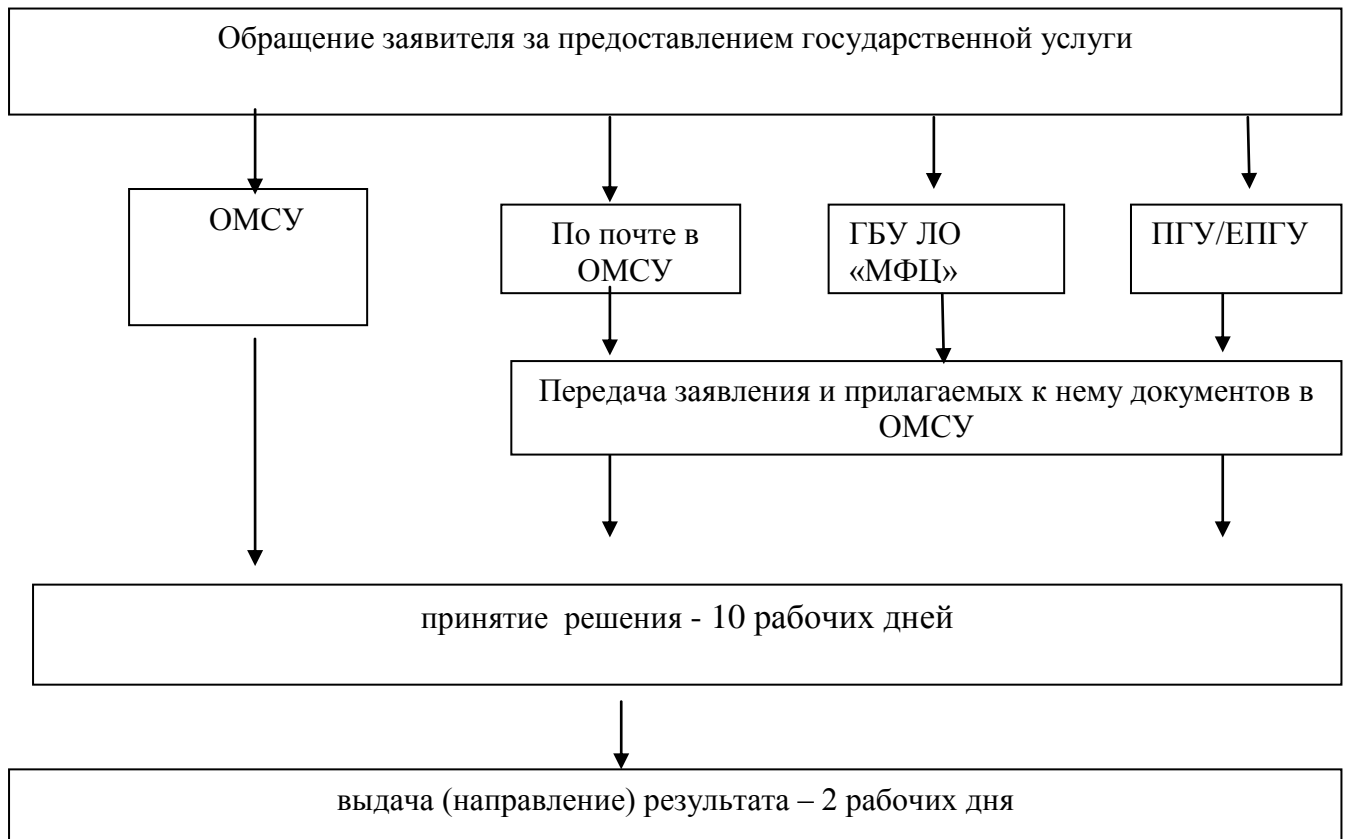 Обращение заявителя за предоставлением государственной услуги
ОМСУ
По почте в
ОМСУ
ГБУ ЛО
«МФЦ»
ПГУ/ЕПГУ
Передача заявления и прилагаемых к нему документов в
ОМСУ
принятие решения - 10 рабочих дней
выдача (направление) результата – 2 рабочих дня